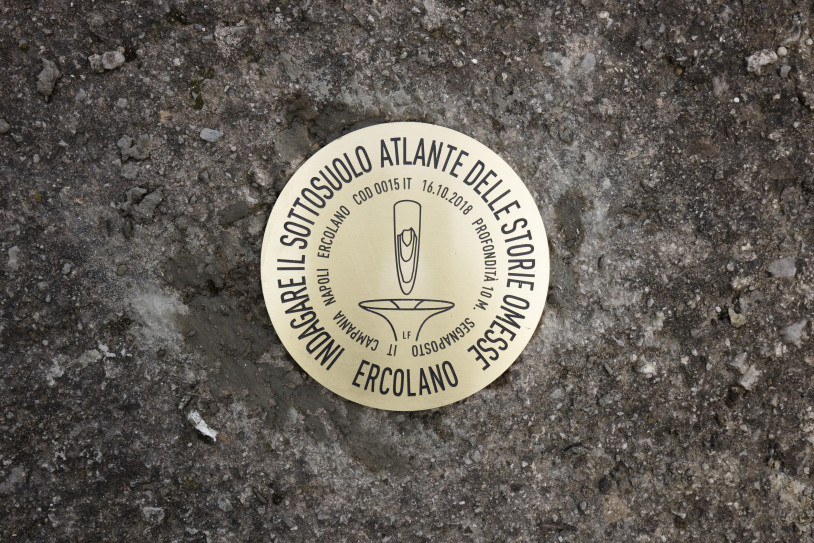 INDAGARE IL SOTTOSUOLO ATLANTE DELLE STORIE OMESSE
ERCOLANO
IT CAMPANIA NAPOLI ERCOLANO COD 0015 IT 16.10.2018 PROFONDITÀ 10 M. SEGNAPOSTO
LF